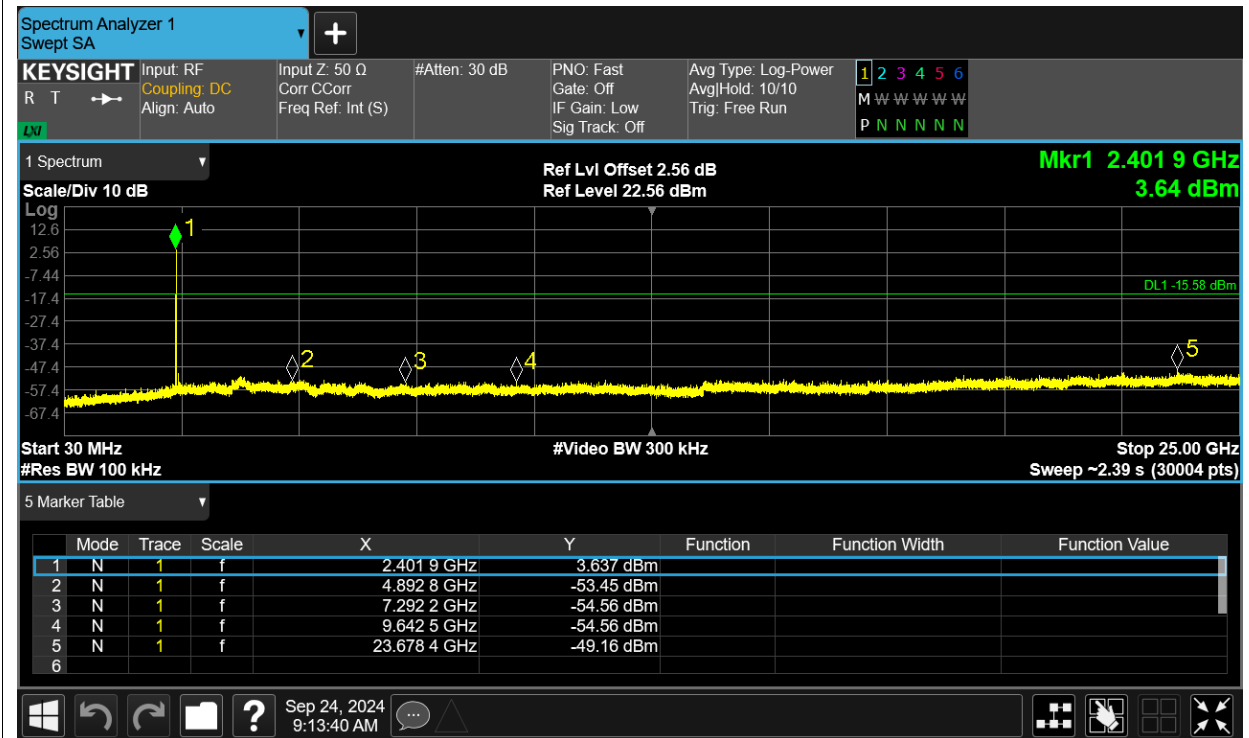 Spectrum Analyzer 1
Swept SA
+
KEYSIGHT
R T
LXI
Input: RF
Coupling: DC
Align: Auto
Input Z: 50 Ω
Corr CCorr
Freq Ref: Int (S)
#Atten: 30 dB
PNO: Fast
Gate: Off
IF Gain: Low
Sig Track: Off
Avg Type: Log-Power
Avg|Hold: 10/10
Trig: Free Run
1 2 3 4 5 6
M W W W W W
P N N N N N
1 Spectrum
Scale/Div 10 dB
Ref Lvl Offset 2.56 dB
Ref Level 22.56 dBm
Mkr1 2.401 9 GHz
3.64 dBm
Log
12.6
2.56
-7.44
-17.4
-27.4
-37.4
-47.4
-57.4
-67.4
1
2
3
4
5
DL1 -15.58 dBm
Start 30 MHz
#Res BW 100 kHz
#Video BW 300 kHz
Stop 25.00 GHz
Sweep ~2.39 s (30004 pts)
5 Marker Table
Mode Trace Scale X Y Function Function Width Function Value
1 N 1 f 2.401 9 GHz 3.637 dBm
2 N 1 f 4.892 8 GHz -53.45 dBm
3 N 1 f 7.292 2 GHz -54.56 dBm
4 N 1 f 9.642 5 GHz -54.56 dBm
5 N 1 f 23.678 4 GHz -49.16 dBm
6
?
Sep 24, 2024
9:13:40 AM